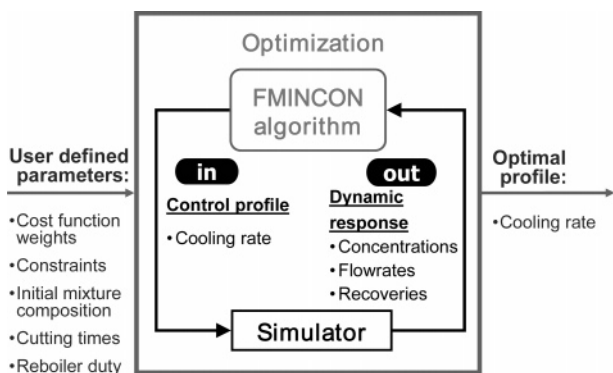 Optimization
FMINCON
algorithm
User defined
parameters:
•Cost function
weights
•Constraints
•Initial mixture
composition
•Cutting times
•Reboiler duty
in
Control profile
•Cooling rate
out
Dynamic
response
•Concentrations
•Flowrates
•Recoveries
Simulator
Optimal
profile:
•Cooling rate